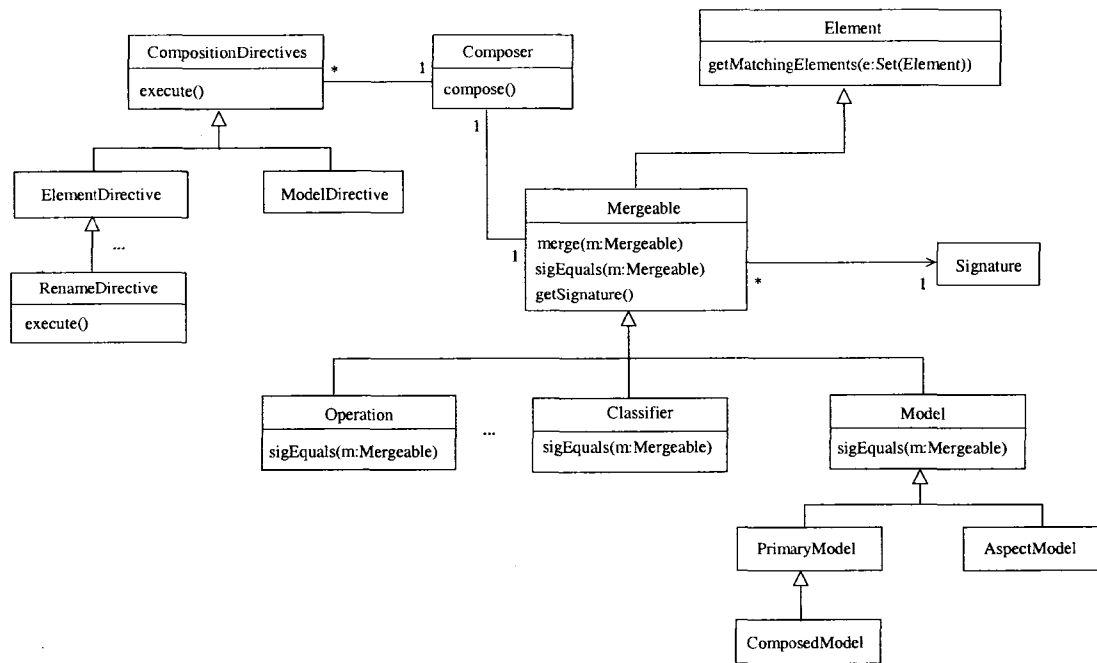 Element
getMatchingElements(e:Set(Element))
CompositionDirectives
execute()
*
1
Composer
compose()
1
ElementDirective
ModelDirective
...
RenameDirective
execute()
Mergeable
merge(m:Mergeable)
sigEquals(m:Mergeable)
getSignature()
1
*
1
Signature
Operation
sigEquals(m:Mergeable)
...
Classifier
sigEquals(m:Mergeable)
Model
sigEquals(m:Mergeable)
PrimaryModel
AspectModel
ComposedModel